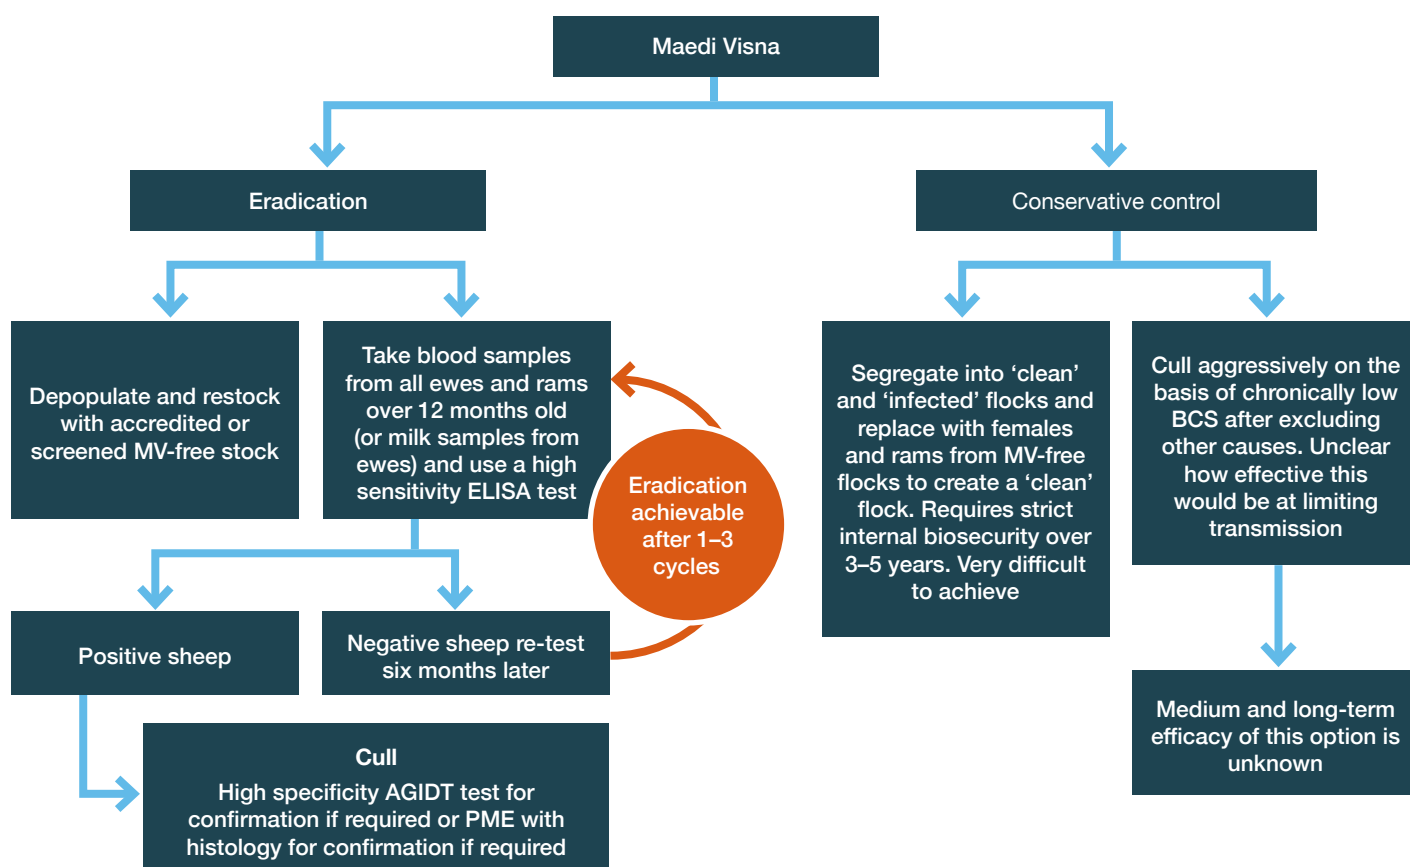 Maedi Visna
Eradication
Conservative control
Depopulate and restock
with accredited or
screened MV-free stock
Take blood samples
from all ewes and rams
over 12 months old
(or milk samples from
ewes) and use a high
sensitivity ELISA test
Eradication
achievable
after 1–3
cycles
Segregate into ‘clean’
and ‘infected’ flocks and
replace with females
and rams from MV-free
flocks to create a ‘clean’
flock. Requires strict
internal biosecurity over
3–5 years. Very difficult
to achieve
Cull aggressively on the
basis of chronically low
BCS after excluding
other causes. Unclear
how effective this
would be at limiting
transmission
Positive sheep
Negative sheep re-test
six months later
Cull
High specificity AGIDT test for
confirmation if required or PME with
histology for confirmation if required
Medium and long-term
efficacy of this option is
unknown